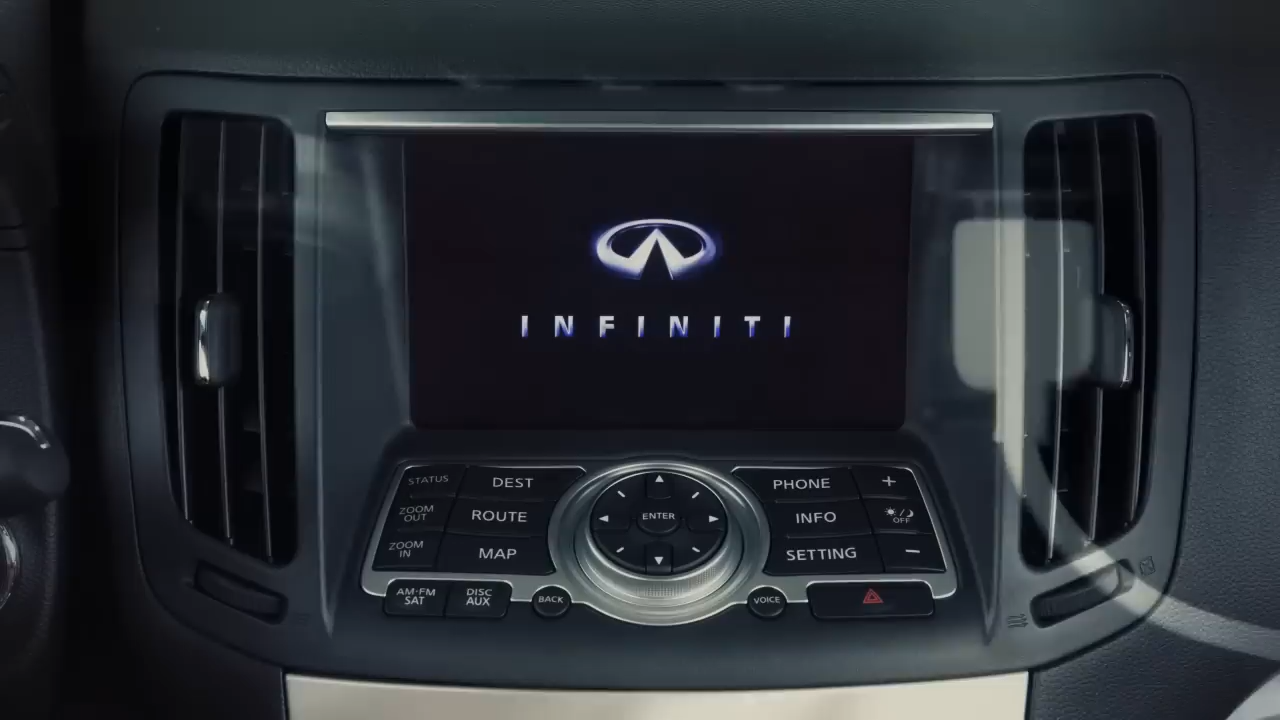 INFINITI
STATUS
DEST
ZOOM
OUT
ROUTE
ZOOM
IN
MAP
ENTER
PHONE
+
INFO
OFF
SETTING
−
AM·FM
SAT
DISC
AUX
BACK
VOICE